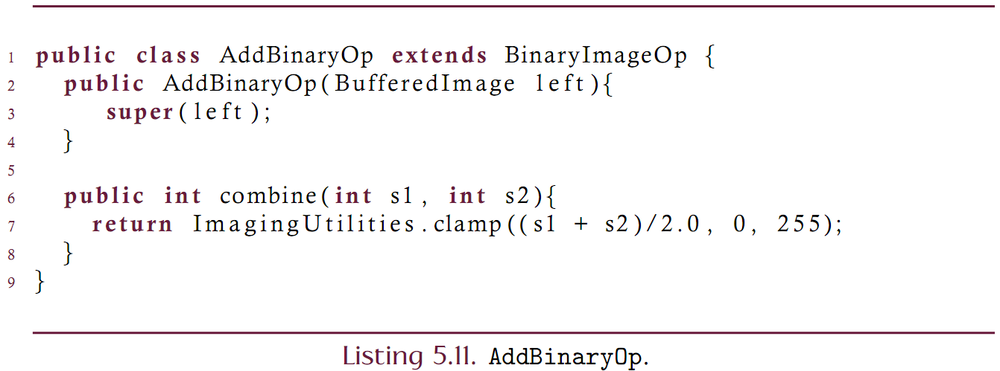 1 public class AddBinaryOp extends BinaryImageOp {
2 public AddBinaryOp(BufferedImage left){
3 super(left);
4 }
5
6 public int combine(int s1, int s2){
7 return ImagingUtilities.clamp((s1 + s2)/2.0, 0, 255);
8 }
9 }
Listing 5.11. AddBinaryOp.